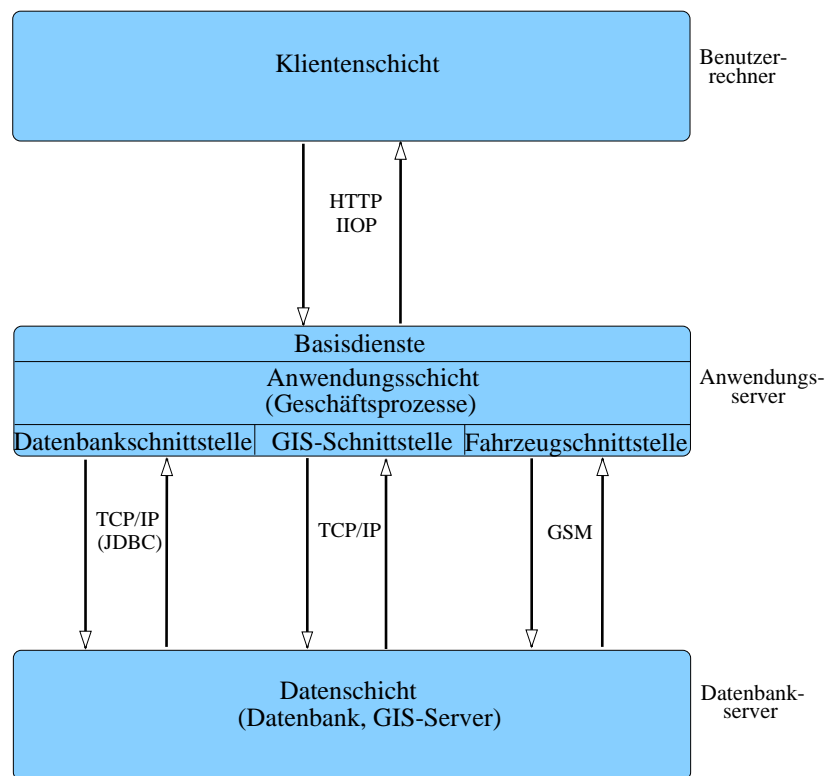 Klientenschicht
Benutzer-
rechner
HTTP
IIOP
Basisdienste
Anwendungsschicht
(Geschäftsprozesse)
Anwendungs-
server
Datenbankschnittstelle
GIS-Schnittstelle
Fahrzeugschnittstelle
TCP/IP
(JDBC)
TCP/IP
GSM
Datenschicht
(Datenbank, GIS-Server)
Datenbank-
server